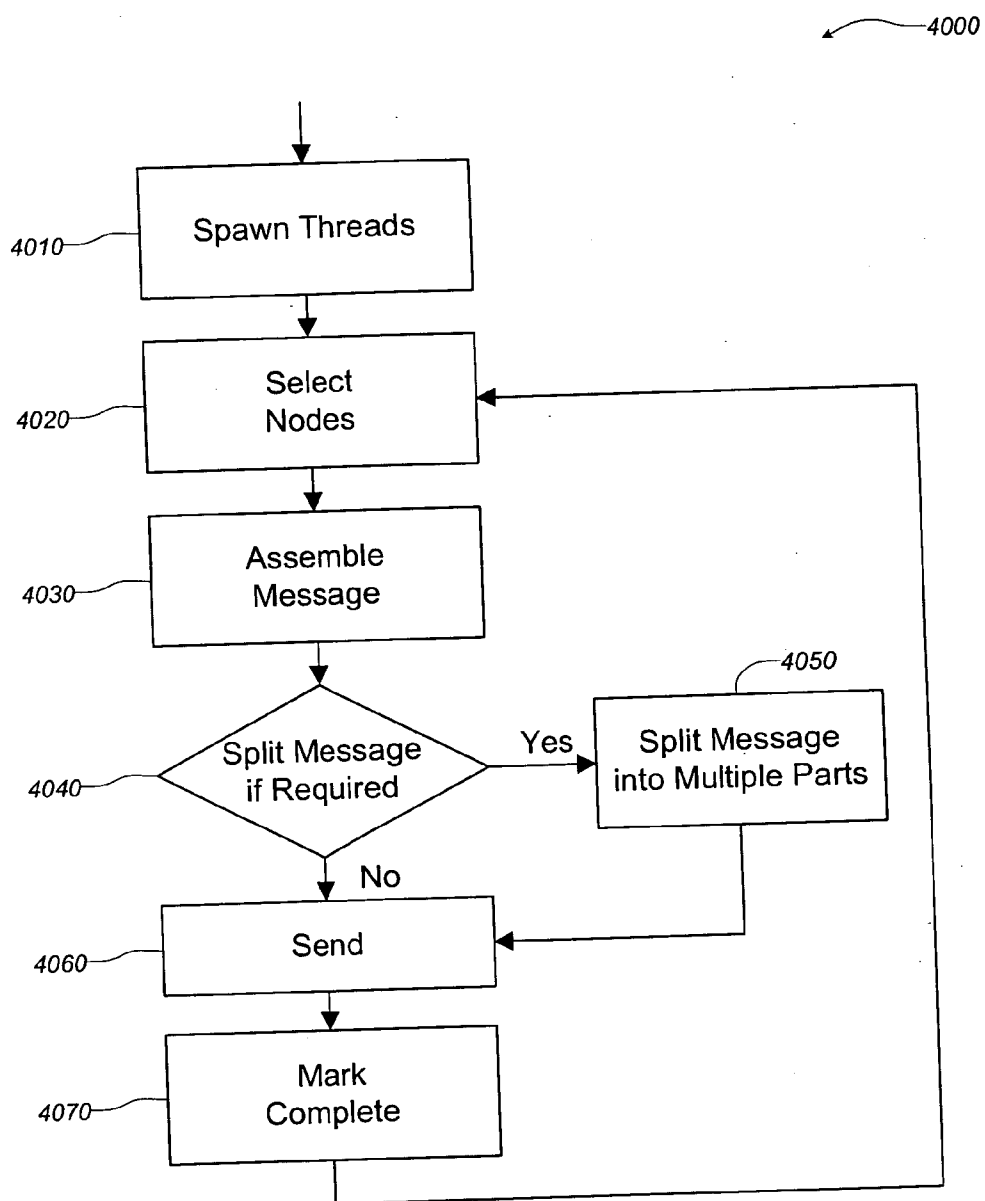 4000
Spawn Threads
4010
Select
Nodes
4020
Assemble
Message
4030
4050
Split Message
if Required
Yes
Split Message
into Multiple Parts
4040
No
Send
4060
Mark
Complete
4070